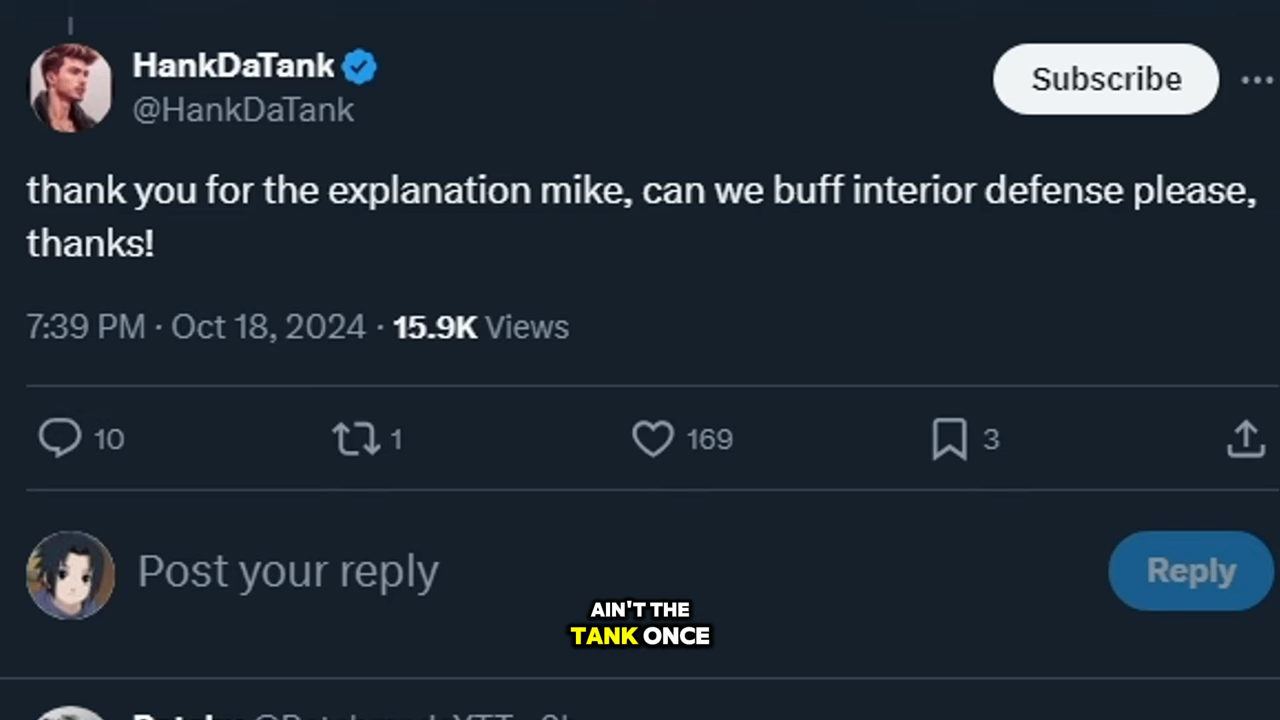 HankDaTank
@HankDaTank
Subscribe
thank you for the explanation mike, can we buff interior defense please,
thanks!
7:39 PM · Oct 18, 2024 · 15.9K Views
10
1
169
3
Post your reply
Reply
AIN'T THE
TANK ONCE